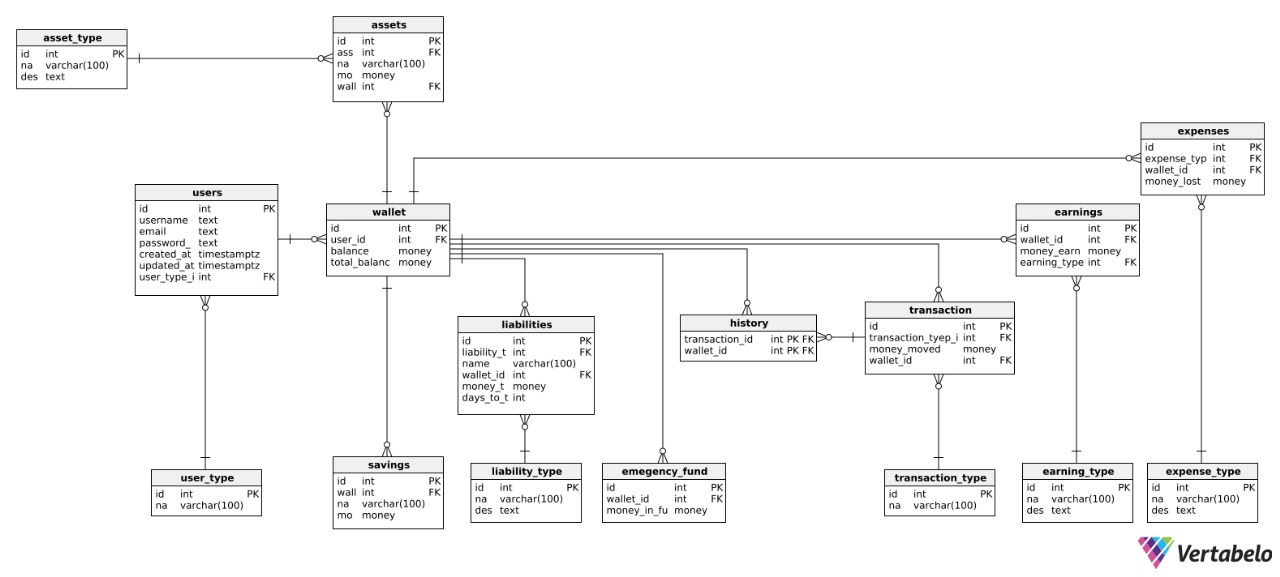 assets
id int PK
ass int FK
na varchar(100)
mo money
wall int FK
asset_type
id int PK
na varchar(100)
des text
expenses
id int PK
expense_typ int FK
wallet_id int FK
money_lost money
users
id int PK
username text
email text
password_ text
created_at timestamptz
updated_at timestamptz
user_type_i int FK
wallet
id int PK
user_id int FK
balance money
total_balanc money
earnings
id int PK
wallet_id int FK
money_earn money
earning_type int FK
liabilities
id int PK
liability_t int FK
name varchar(100)
wallet_id int FK
money_t money
days_to_t int
history
transaction_id int PK FK
wallet_id int PK FK
transaction
id int PK
transaction_typep_i int FK
money_moved money
wallet_id int FK
user_type
id int PK
na varchar(100)
savings
id int PK
wall int FK
na varchar(100)
mo money
liability_type
id int PK
na varchar(100)
des text
emegency_fund
id int PK
wallet_id int FK
money_in_fu money
transaction_type
id int PK
na varchar(100)
earning_type
id int PK
na varchar(100)
des text
expense_type
id int PK
na varchar(100)
des text
Vertabelo